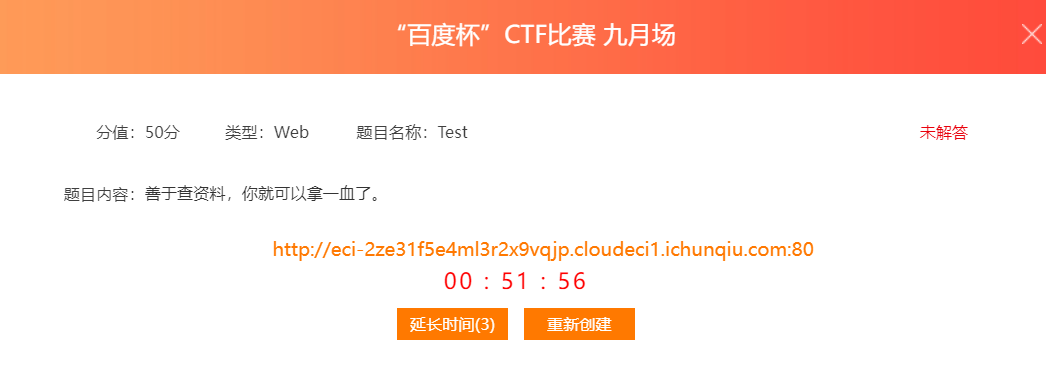 “百度杯”CTF比赛 九月场
分值：50分 类型：Web 题目名称：Test 未解答
题目内容：善于查资料，你就可以拿一血了。
http://eci-2ze31f5e4ml3r2x9vqjp.cloudeci1.ichunqiu.com:80
00 : 51 : 56
延长时间(3) 重新创建